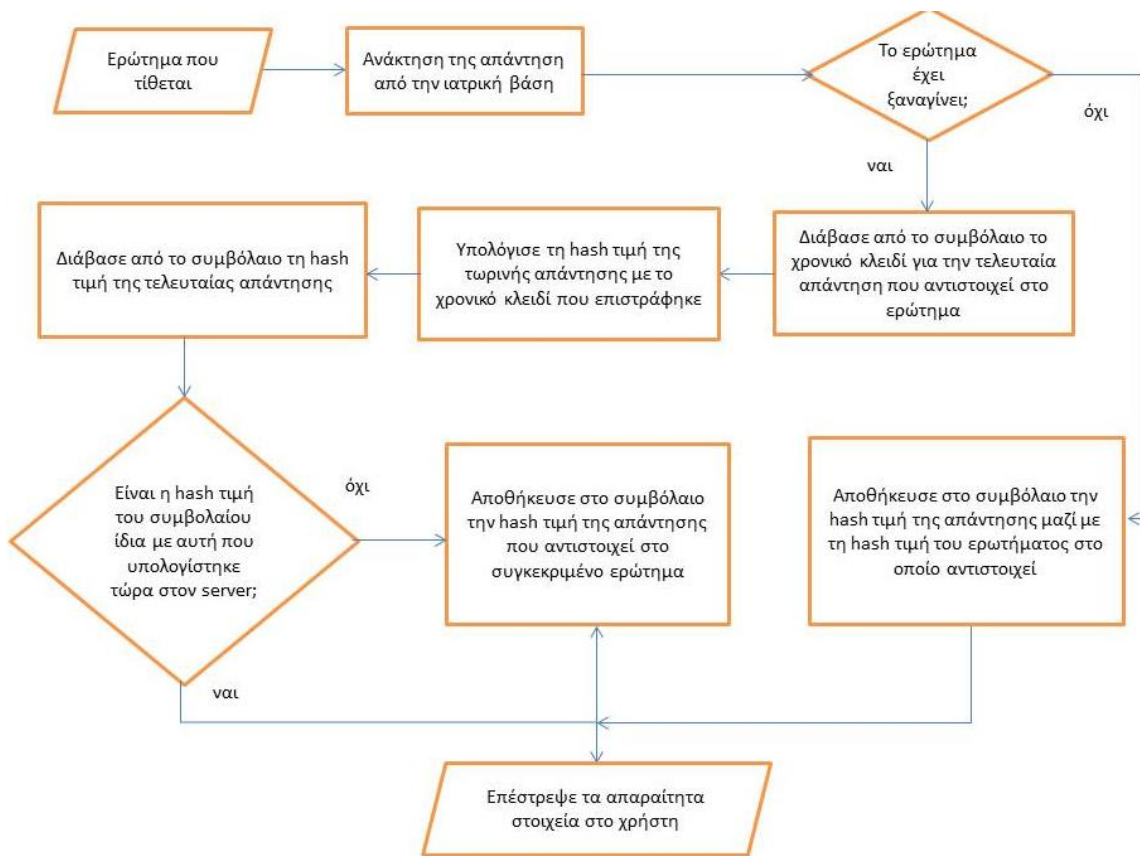 Ερώτημα που
τίθεται
Ανάκτηση της απάντηση
από την ιατρική βάση
Το ερώτημα
έχει
ξαναγίνει;
όχι
ναι
Διάβασε από το συμβόλαιο το
χρονικό κλειδί για την τελευταία
απάντηση που αντιστοιχεί στο
ερώτημα
Υπολόγισε τη hash τιμή της
τωρινής απάντησης με το
χρονικό κλειδί που επιστράφηκε
Διάβασε από το συμβόλαιο τη hash
τιμή της τελευταίας απάντησης
Είναι η hash τιμή
του συμβολαίου
ίδια με αυτή που
υπολογίστηκε
τώρα στον server;
όχι
Αποθήκευσε στο συμβόλαιο
την hash τιμή της απάντησης
που αντιστοιχεί στο
συγκεκριμένο ερώτημα
Αποθήκευσε στο συμβόλαιο την
hash τιμή της απάντησης μαζί με
τη hash τιμή του ερωτήματος στο
οποίο αντιστοιχεί
ναι
Επέστρεψε τα απαραίτητα
στοιχεία στο χρήστη